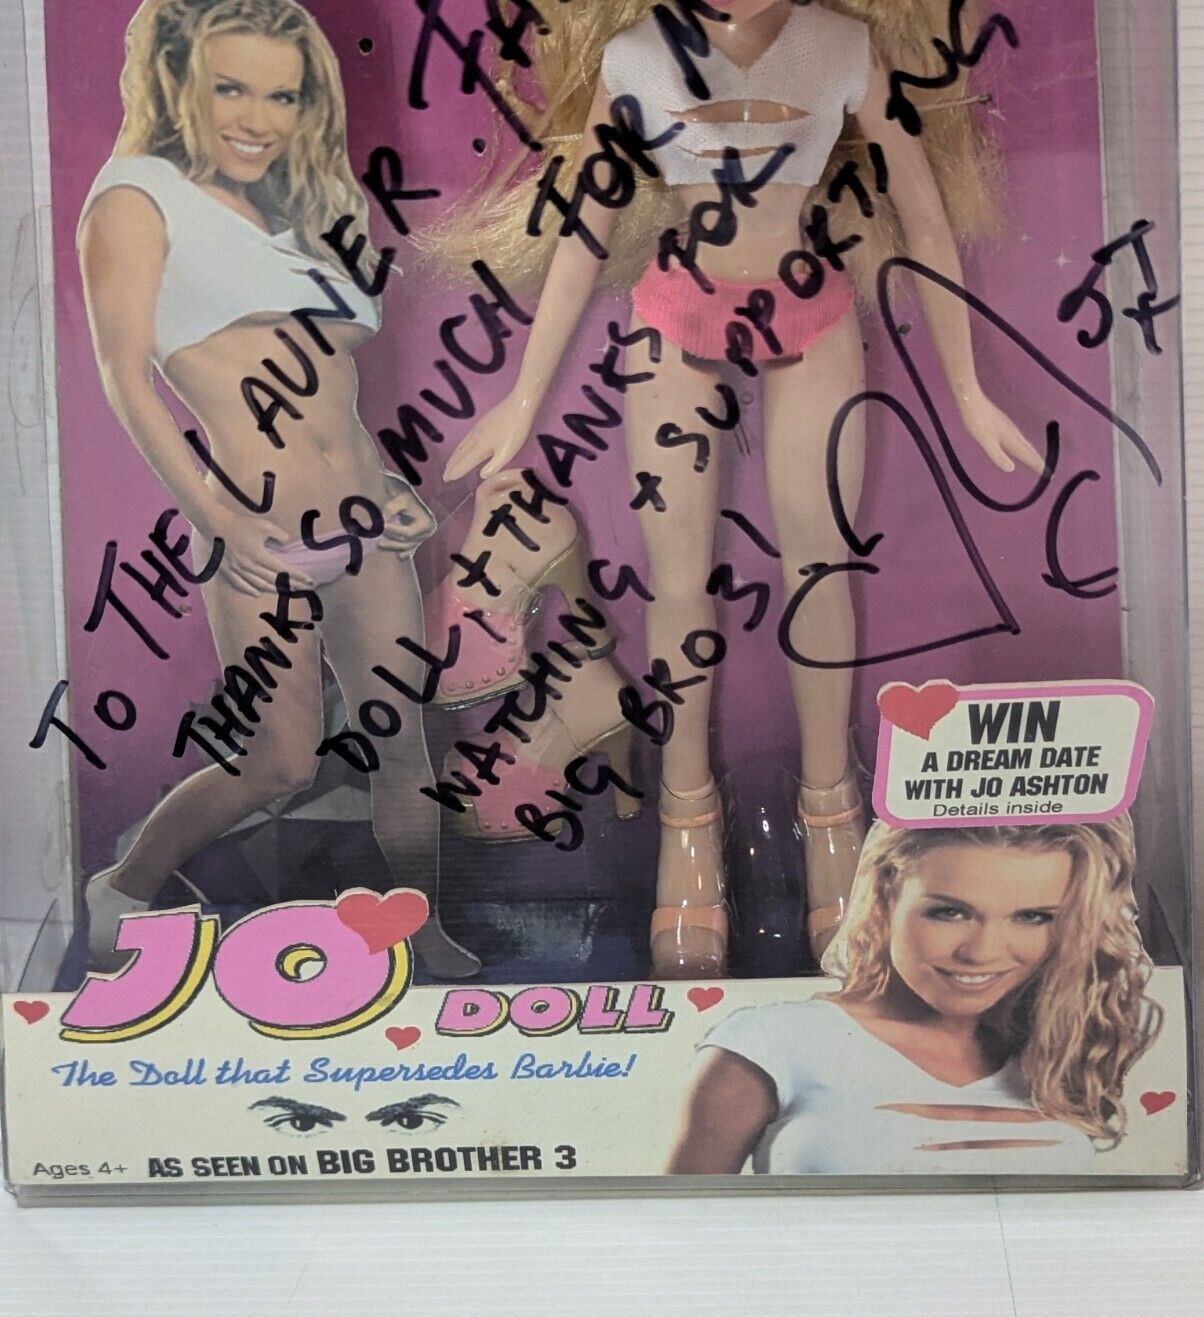 TO THE LAUNER FA
THANKS SO MUCH FOR M
DOLL! + THANKS FOR
WATCHING + SUPPORTING
BIG BRO 3!
WIN
A DREAM DATE
WITH JO ASHTON
Details inside
JO DOLL
The Doll that Supersedes Barbie!
Ages 4+ AS SEEN ON BIG BROTHER 3